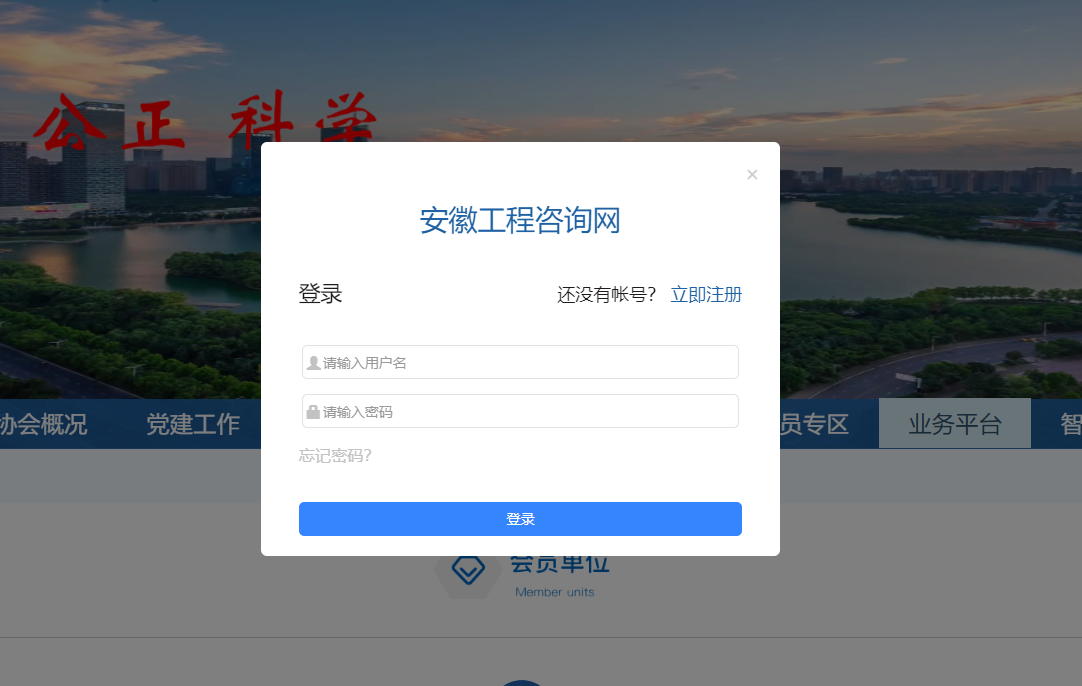 公正 科学
×
安徽工程咨询网
登录
还没有帐号? 立即注册
请输入用户名
请输入密码
忘记密码?
登录
协会概况 党建工作 员专区 业务平台 智
会员单位
Member units